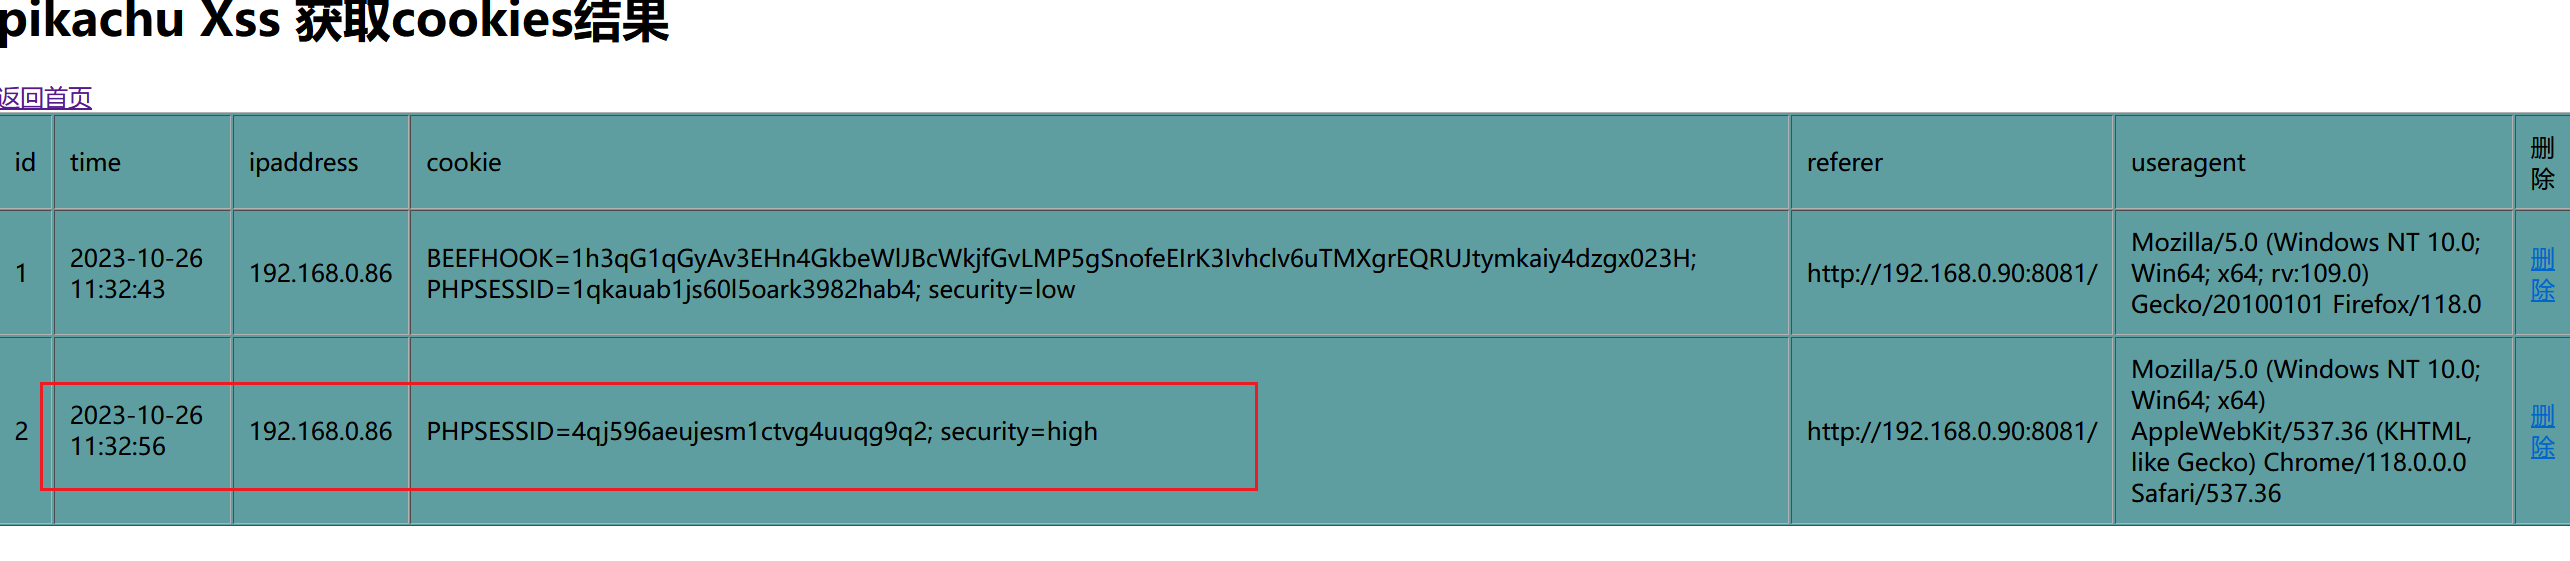 pikachu Xss 获取cookies结果
返回首页
id time ipaddress cookie referer useragent 删
除
1 2023-10-26
11:32:43 192.168.0.86 BEEFHOOK=1h3qG1qGyAv3EHn4GkbeWlJBcWkjfGvLMP5gSnofeEIrK3Ivhclv6uTMXgrEQRUJtymkaiy4dzgx023H;
PHPSESSID=1qkauab1js60l5oark3982hab4; security=low http://192.168.0.90:8081/ Mozilla/5.0 (Windows NT 10.0;
Win64; x64; rv:109.0)
Gecko/20100101 Firefox/118.0 删
除
2 2023-10-26
11:32:56 192.168.0.86 PHPSESSID=4qj596aeujesm1ctvg4uuqg9q2; security=high http://192.168.0.90:8081/ Mozilla/5.0 (Windows NT 10.0;
Win64; x64)
AppleWebKit/537.36 (KHTML,
like Gecko) Chrome/118.0.0.0
Safari/537.36 删
除